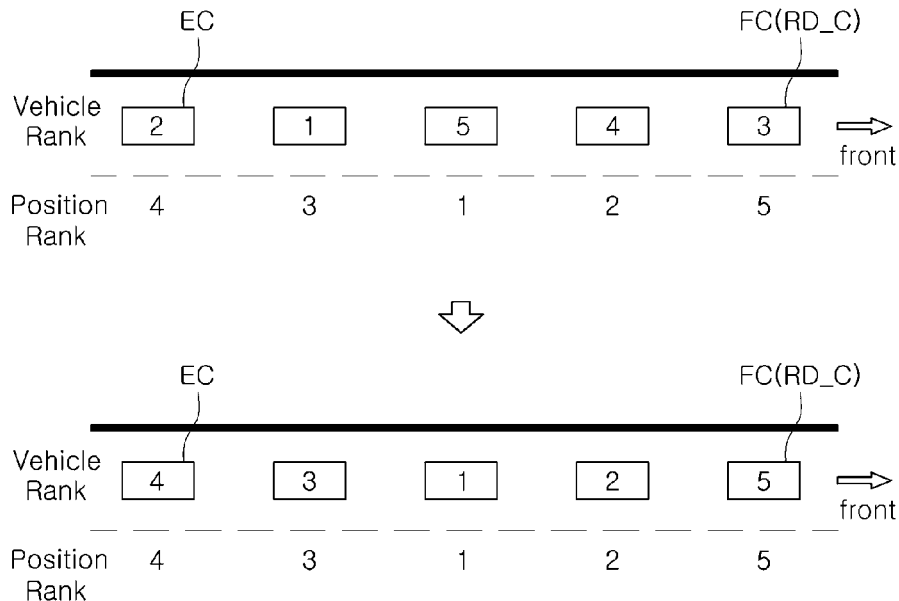 EC FC(RD_C)
Vehicle
Rank
2 1 5 4 3
front
Position
Rank
4 3 1 2 5
EC FC(RD_C)
Vehicle
Rank
4 3 1 2 5
front
Position
Rank
4 3 1 2 5